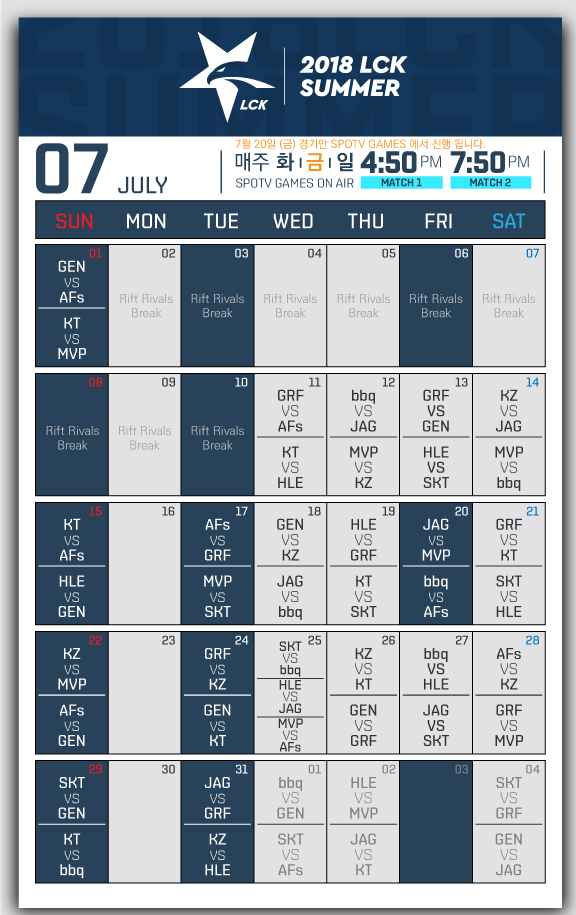 2018 LCK
SUMMER
LCK
7월 20일 (금) 경기만 SPOTV GAMES 에서 진행 됩니다.
07 JULY
매주 화 | 금 | 일 4:50 PM 7:50 PM
SPOTV GAMES ON AIR MATCH 1 MATCH 2
SUN MON TUE WED THU FRI SAT
01 02 03 04 05 06 07
GEN
VS
AFs
KT
VS
MVP
Rift Rivals
Break
Rift Rivals
Break
Rift Rivals
Break
Rift Rivals
Break
Rift Rivals
Break
Rift Rivals
Break
08 09 10 11 12 13 14
Rift Rivals
Break
Rift Rivals
Break
Rift Rivals
Break
GRF
VS
AFs
KT
VS
HLE
bbq
VS
JAG
MVP
VS
KZ
GRF
VS
GEN
HLE
VS
SKT
KZ
VS
JAG
MVP
VS
bbq
15 16 17 18 19 20 21
KT
VS
AFs
HLE
VS
GEN
AFs
VS
GRF
MVP
VS
SKT
GEN
VS
KZ
JAG
VS
bbq
HLE
VS
GRF
KT
VS
SKT
JAG
VS
MVP
bbq
VS
AFs
GRF
VS
KT
SKT
VS
HLE
22 23 24 25 26 27 28
KZ
VS
MVP
AFs
VS
GEN
GRF
VS
KZ
GEN
VS
KT
SKT
VS
bbq
HLE
VS
JAG
MVP
VS
AFs
KZ
VS
KT
GEN
VS
GRF
bbq
VS
HLE
JAG
VS
SKT
AFs
VS
KZ
GRF
VS
MVP
29 30 31 01 02 03 04
SKT
VS
GEN
KT
VS
bbq
JAG
VS
GRF
KZ
VS
HLE
bbq
VS
GEN
SKT
VS
AFs
HLE
VS
MVP
JAG
VS
KT
SKT
VS
GRF
GEN
VS
JAG